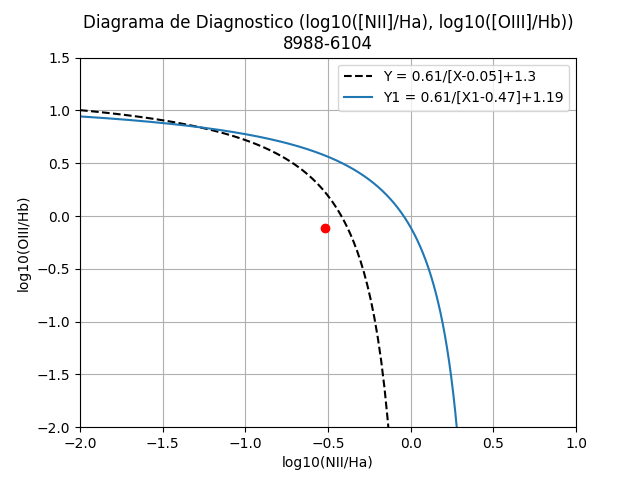 Diagrama de Diagnostico (log10([NII]/Ha), log10([OIII]/Hb))
8988-6104
Y = 0.61/[X-0.05]+1.3
Y1 = 0.61/[X1-0.47]+1.19
log10(OIII/Hb)
1.5
1.0
0.5
0.0
−0.5
−1.0
−1.5
−2.0
−2.0 −1.5 −1.0 −0.5 0.0 0.5 1.0
log10(NII/Ha)